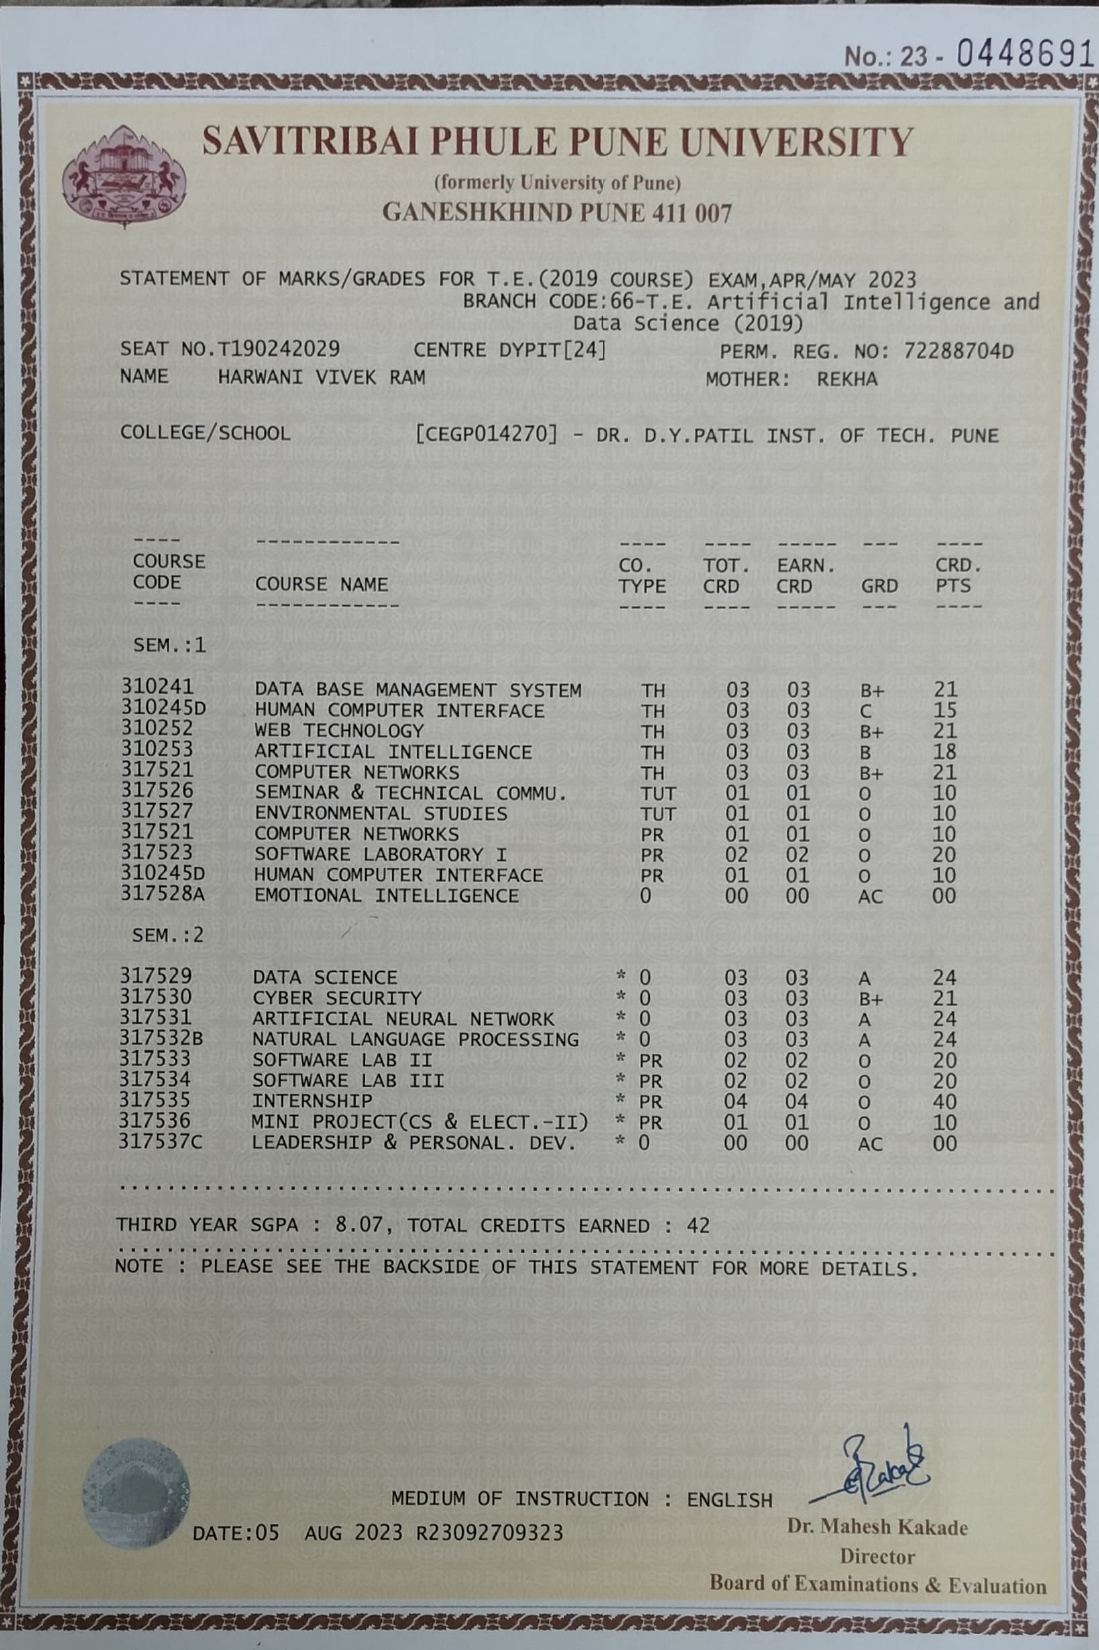 No.: 23 - 0448691
SAVITRIBAI PHULE PUNE UNIVERSITY
(formerly University of Pune)
GANESHKHIND PUNE 411 007
STATEMENT OF MARKS/GRADES FOR T.E.(2019 COURSE) EXAM,APR/MAY 2023
BRANCH CODE:66-T.E. Artificial Intelligence and
Data Science (2019)
SEAT NO.T190242029 CENTRE DYPIT[24] PERM. REG. NO: 72288704D
NAME HARWANI VIVEK RAM MOTHER: REKHA
COLLEGE/SCHOOL [CEGP014270] - DR. D.Y.PATIL INST. OF TECH. PUNE
---- ------------ ---- ---- ----- --- ----
COURSE CO. TOT. EARN. CRD.
CODE COURSE NAME TYPE CRD CRD GRD PTS
---- ------------ ---- ---- ----- --- ----
SEM.:1
310241 DATA BASE MANAGEMENT SYSTEM TH 03 03 B+ 21
310245D HUMAN COMPUTER INTERFACE TH 03 03 C 15
310252 WEB TECHNOLOGY TH 03 03 B+ 21
310253 ARTIFICIAL INTELLIGENCE TH 03 03 B 18
317521 COMPUTER NETWORKS TH 03 03 B+ 21
317526 SEMINAR & TECHNICAL COMMU. TUT 01 01 O 10
317527 ENVIRONMENTAL STUDIES TUT 01 01 O 10
317521 COMPUTER NETWORKS PR 01 01 O 10
317523 SOFTWARE LABORATORY I PR 02 02 O 20
310245D HUMAN COMPUTER INTERFACE PR 01 01 O 10
317528A EMOTIONAL INTELLIGENCE 0 00 00 AC 00
SEM.:2
317529 DATA SCIENCE * 0 03 03 A 24
317530 CYBER SECURITY * 0 03 03 B+ 21
317531 ARTIFICIAL NEURAL NETWORK * 0 03 03 A 24
317532B NATURAL LANGUAGE PROCESSING * 0 03 03 A 24
317533 SOFTWARE LAB II * PR 02 02 O 20
317534 SOFTWARE LAB III * PR 02 02 O 20
317535 INTERNSHIP * PR 04 04 O 40
317536 MINI PROJECT(CS & ELECT.-II) * PR 01 01 O 10
317537C LEADERSHIP & PERSONAL. DEV. * 0 00 00 AC 00
THIRD YEAR SGPA : 8.07, TOTAL CREDITS EARNED : 42
NOTE : PLEASE SEE THE BACKSIDE OF THIS STATEMENT FOR MORE DETAILS.
MEDIUM OF INSTRUCTION : ENGLISH
DATE:05 AUG 2023 R23092709323
Dr. Mahesh Kakade
Director
Board of Examinations & Evaluation